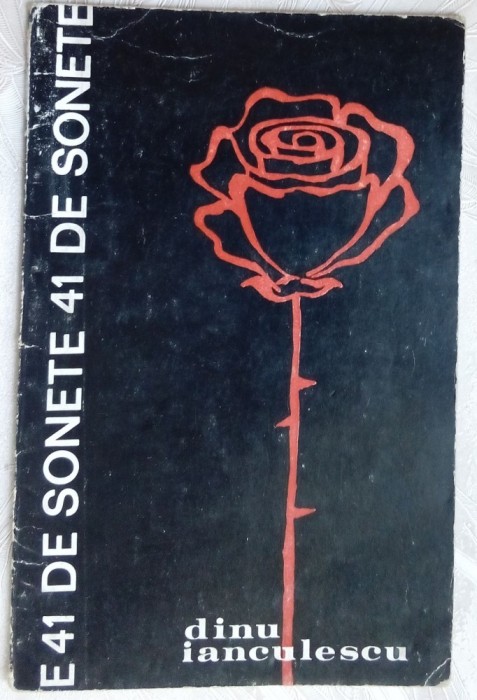 E 41 DE SONETE 41 DE SONETE
dinu
ianculescu